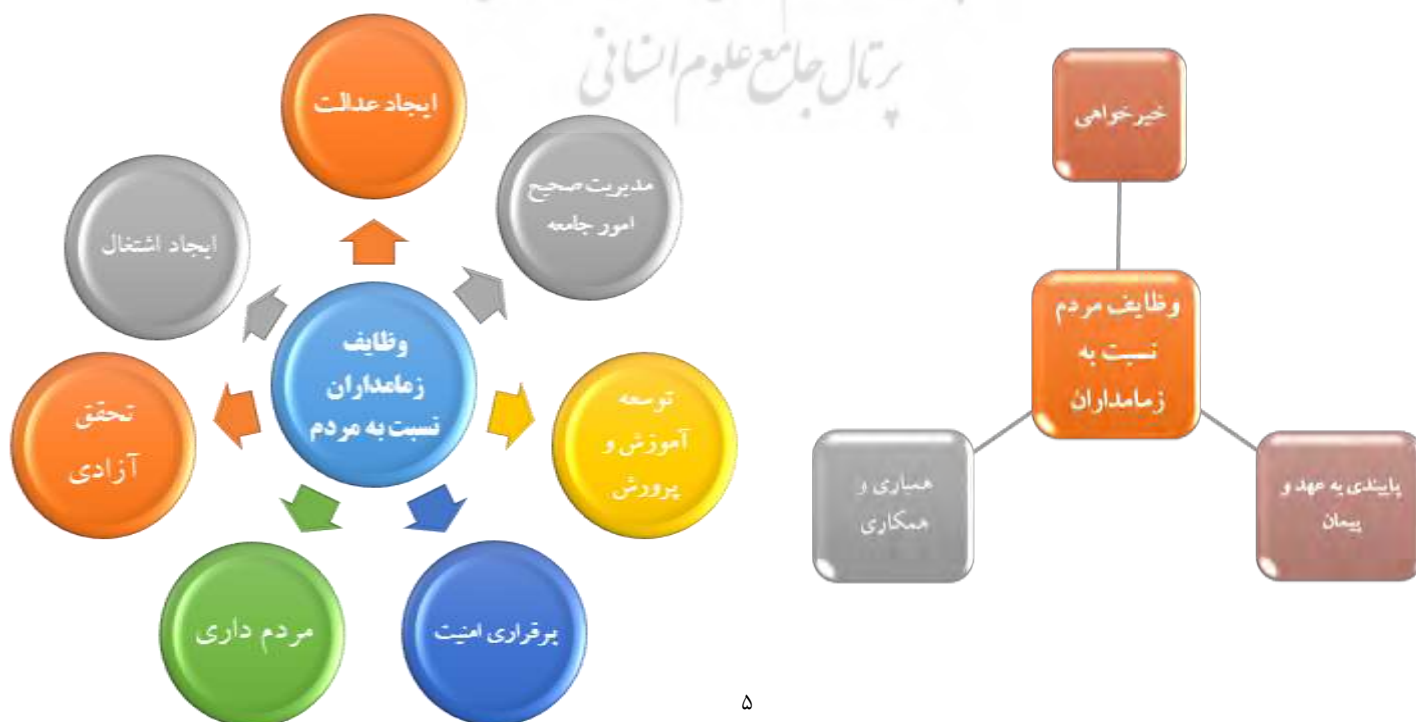 پرتال جامع علوم انسانی
خیرخواهی
وظایف مردم
نسبت به
زمامداران
پایبندی به عهد و
پیمان
همیاری و
همکاری
ایجاد عدالت
مدیریت صحیح
امور جامعه
توسعه
آموزش و
پرورش
برقراری امنیت
مردم داری
تحقق
آزادی
ایجاد اشتغال
وظایف
زمامداران
نسبت به مردم
۵